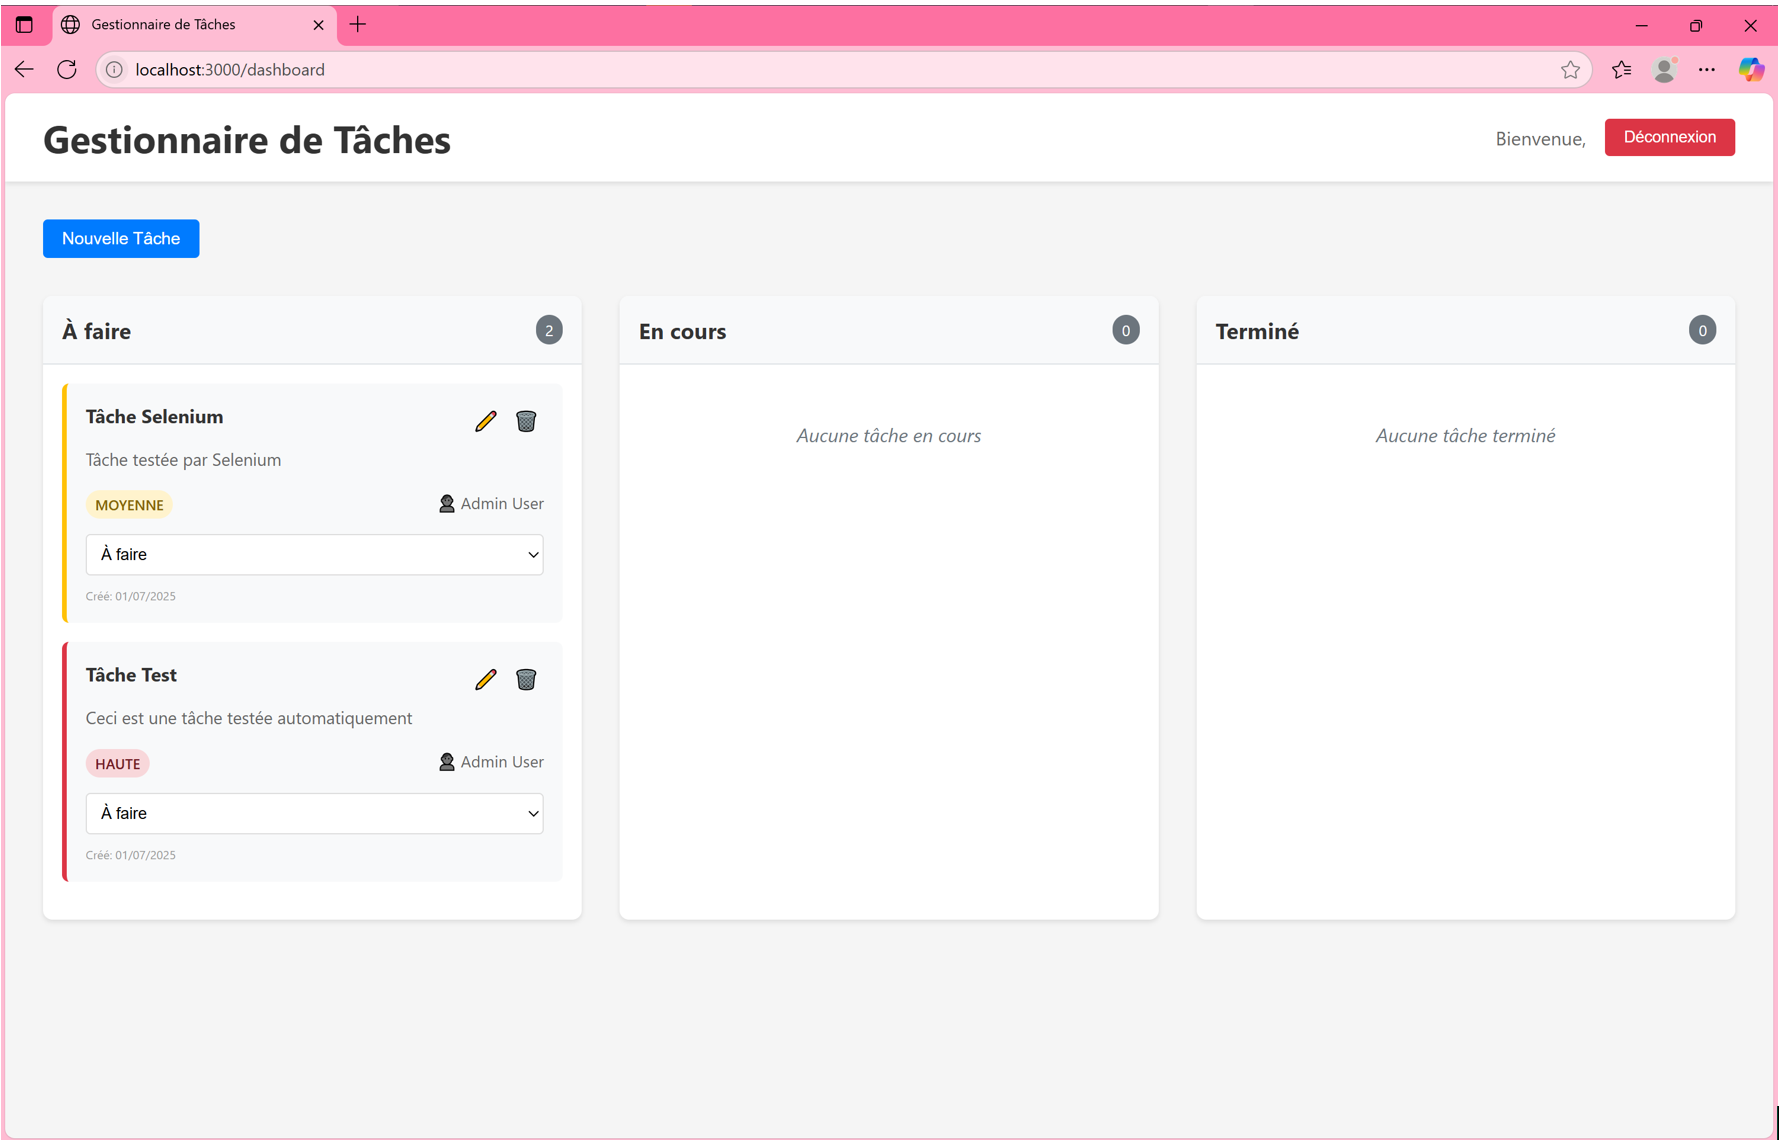 Gestionnaire de Tâches
localhost:3000/dashboard
Gestionnaire de Tâches
Bienvenue,
Déconnexion
Nouvelle Tâche
À faire
2
Tâche Selenium
Tâche testée par Selenium
MOYENNE
Admin User
À faire
Créé: 01/07/2025
Tâche Test
Ceci est une tâche testée automatiquement
HAUTE
Admin User
À faire
Créé: 01/07/2025
En cours
0
Aucune tâche en cours
Terminé
0
Aucune tâche terminé